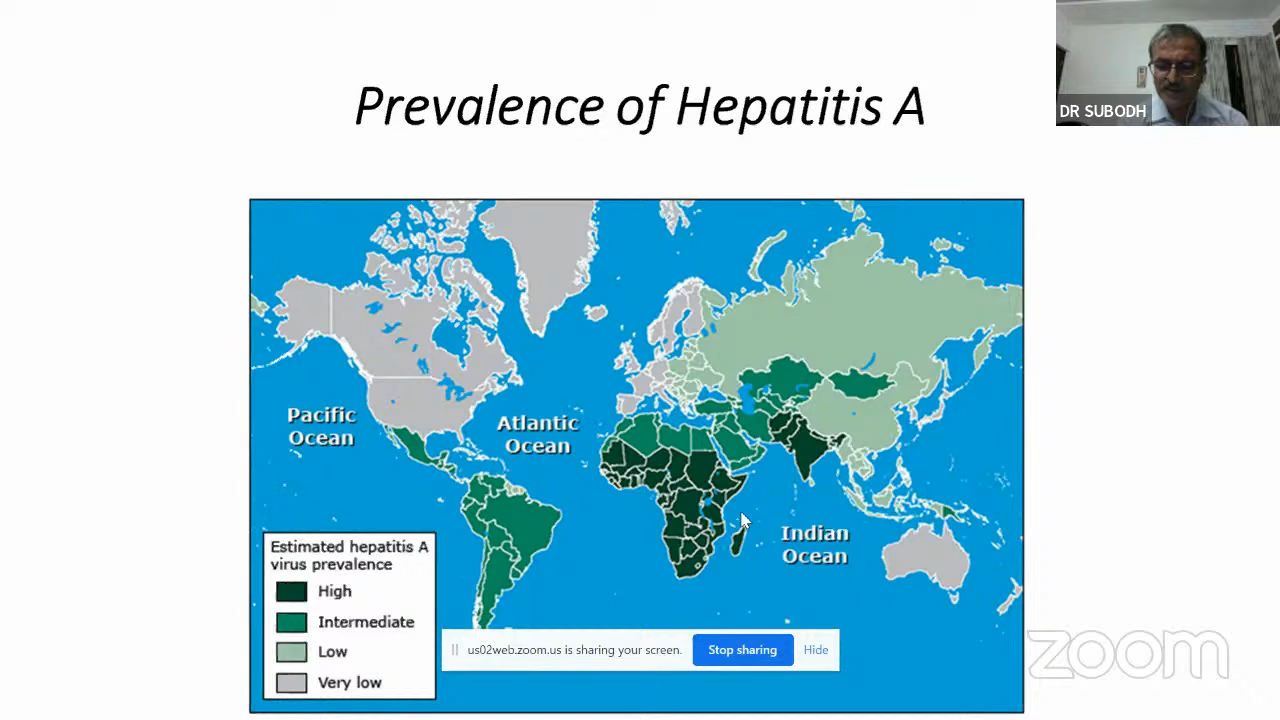 Prevalence of Hepatitis A
DR SUBODH
Pacific
Ocean
Atlantic
Ocean
Indian
Ocean
Estimated hepatitis A
virus prevalence
High
Intermediate
Low
Very low
us02web.zoom.us is sharing your screen.
Stop sharing
Hide
zoom